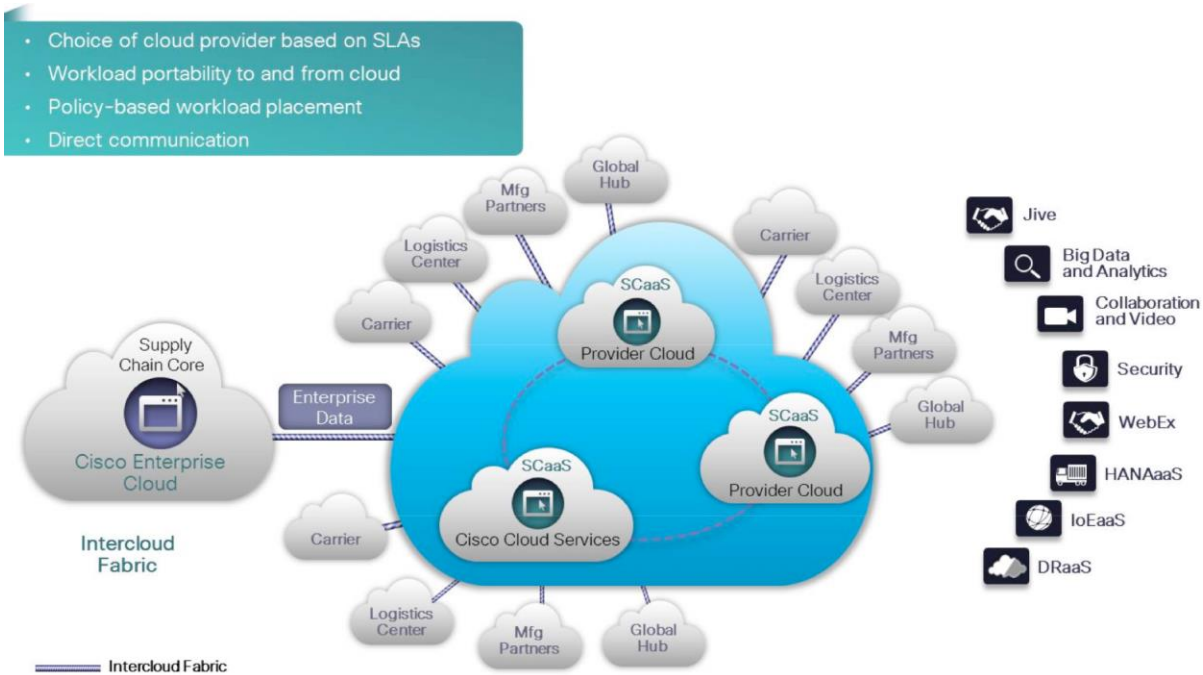 • Choice of cloud provider based on SLAs
• Workload portability to and from cloud
• Policy-based workload placement
• Direct communication
Global
Hub
Mfg
Partners
Logistics
Center
Carrier
Carrier
Logistics
Center
Mfg
Partners
Global
Hub
SCaaS
Provider Cloud
SCaaS
Provider Cloud
SCaaS
Cisco Cloud Services
Supply
Chain Core
Cisco Enterprise
Cloud
Enterprise
Data
Intercloud
Fabric
Carrier
Logistics
Center
Mfg
Partners
Global
Hub
Jive
Big Data
and Analytics
Collaboration
and Video
Security
WebEx
HANAaaS
IoEaaS
DRaaS
Intercloud Fabric